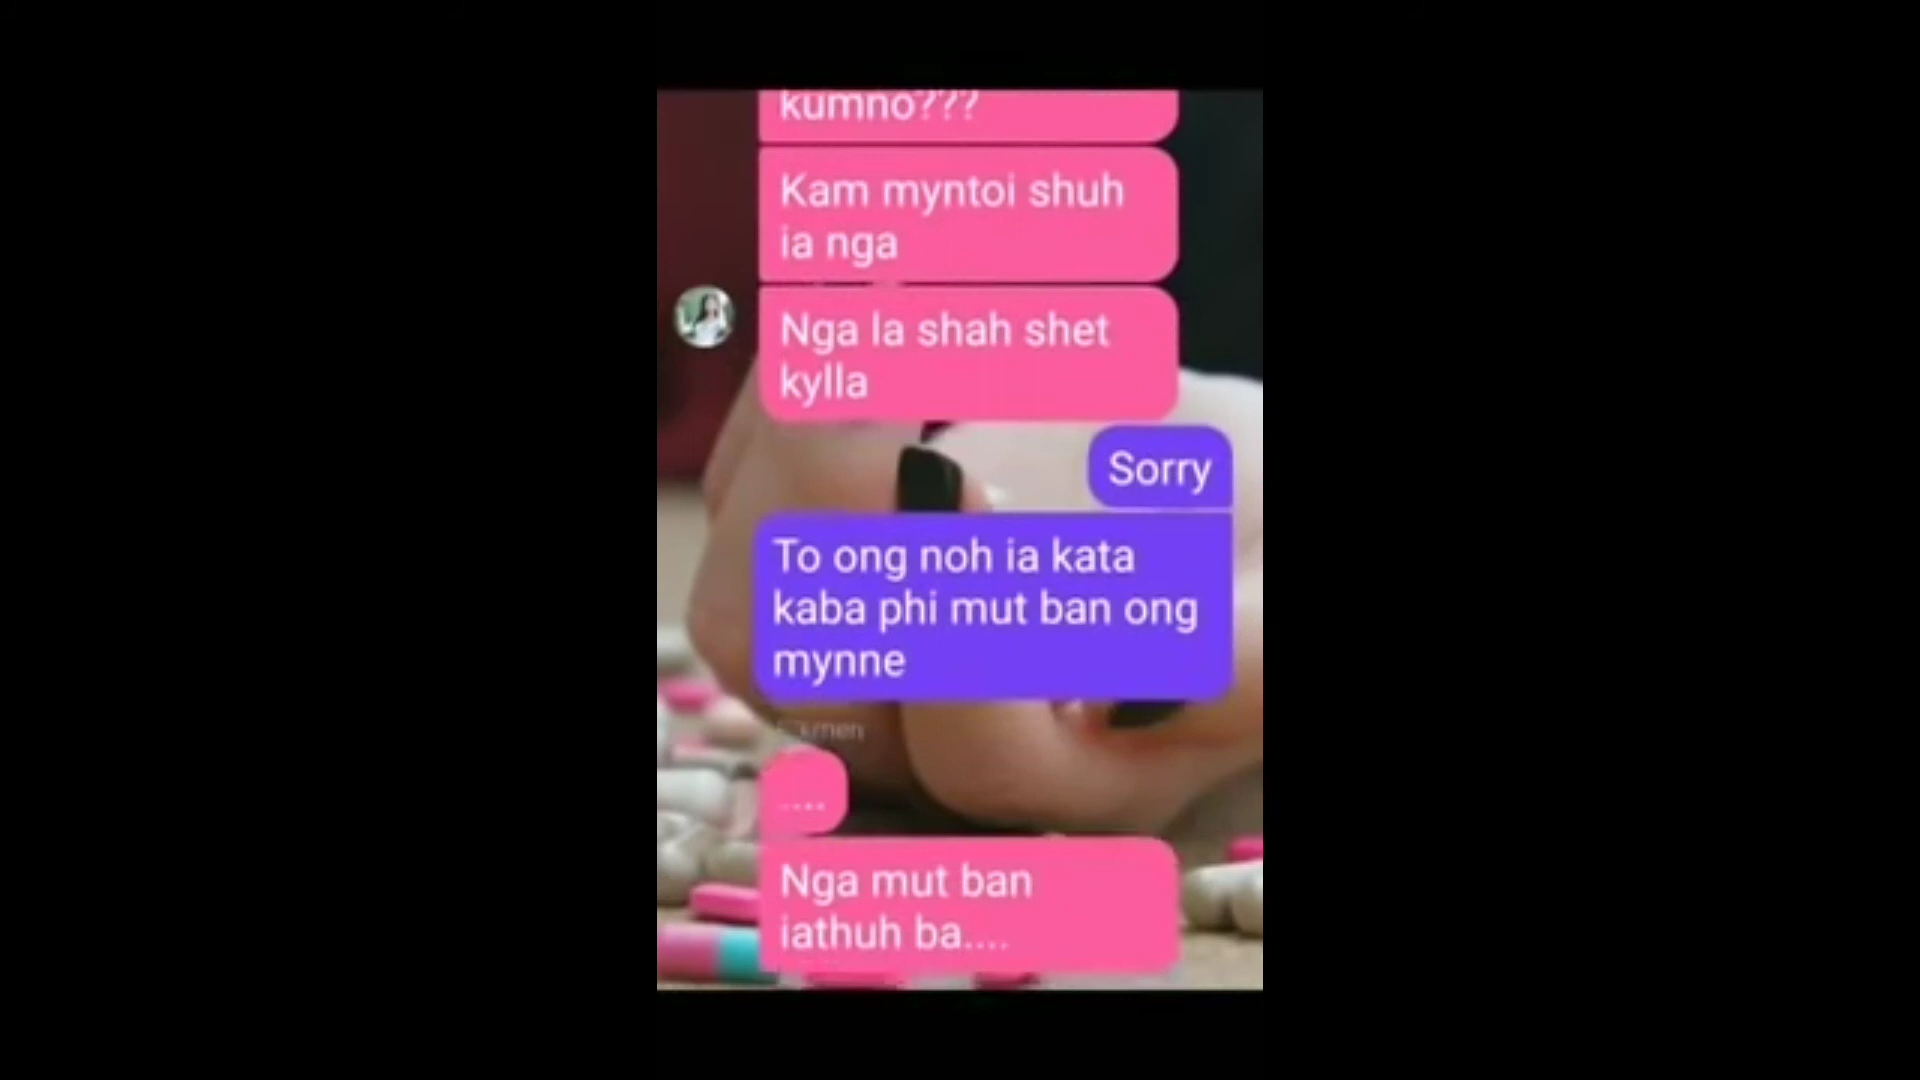 kumno???
Kam myntoi shuh
ia nga
Nga la shah shet
kylla
Sorry
To ong noh ia kata
kaba phi mut ban ong
mynne
....
Nga mut ban
iathuh ba....